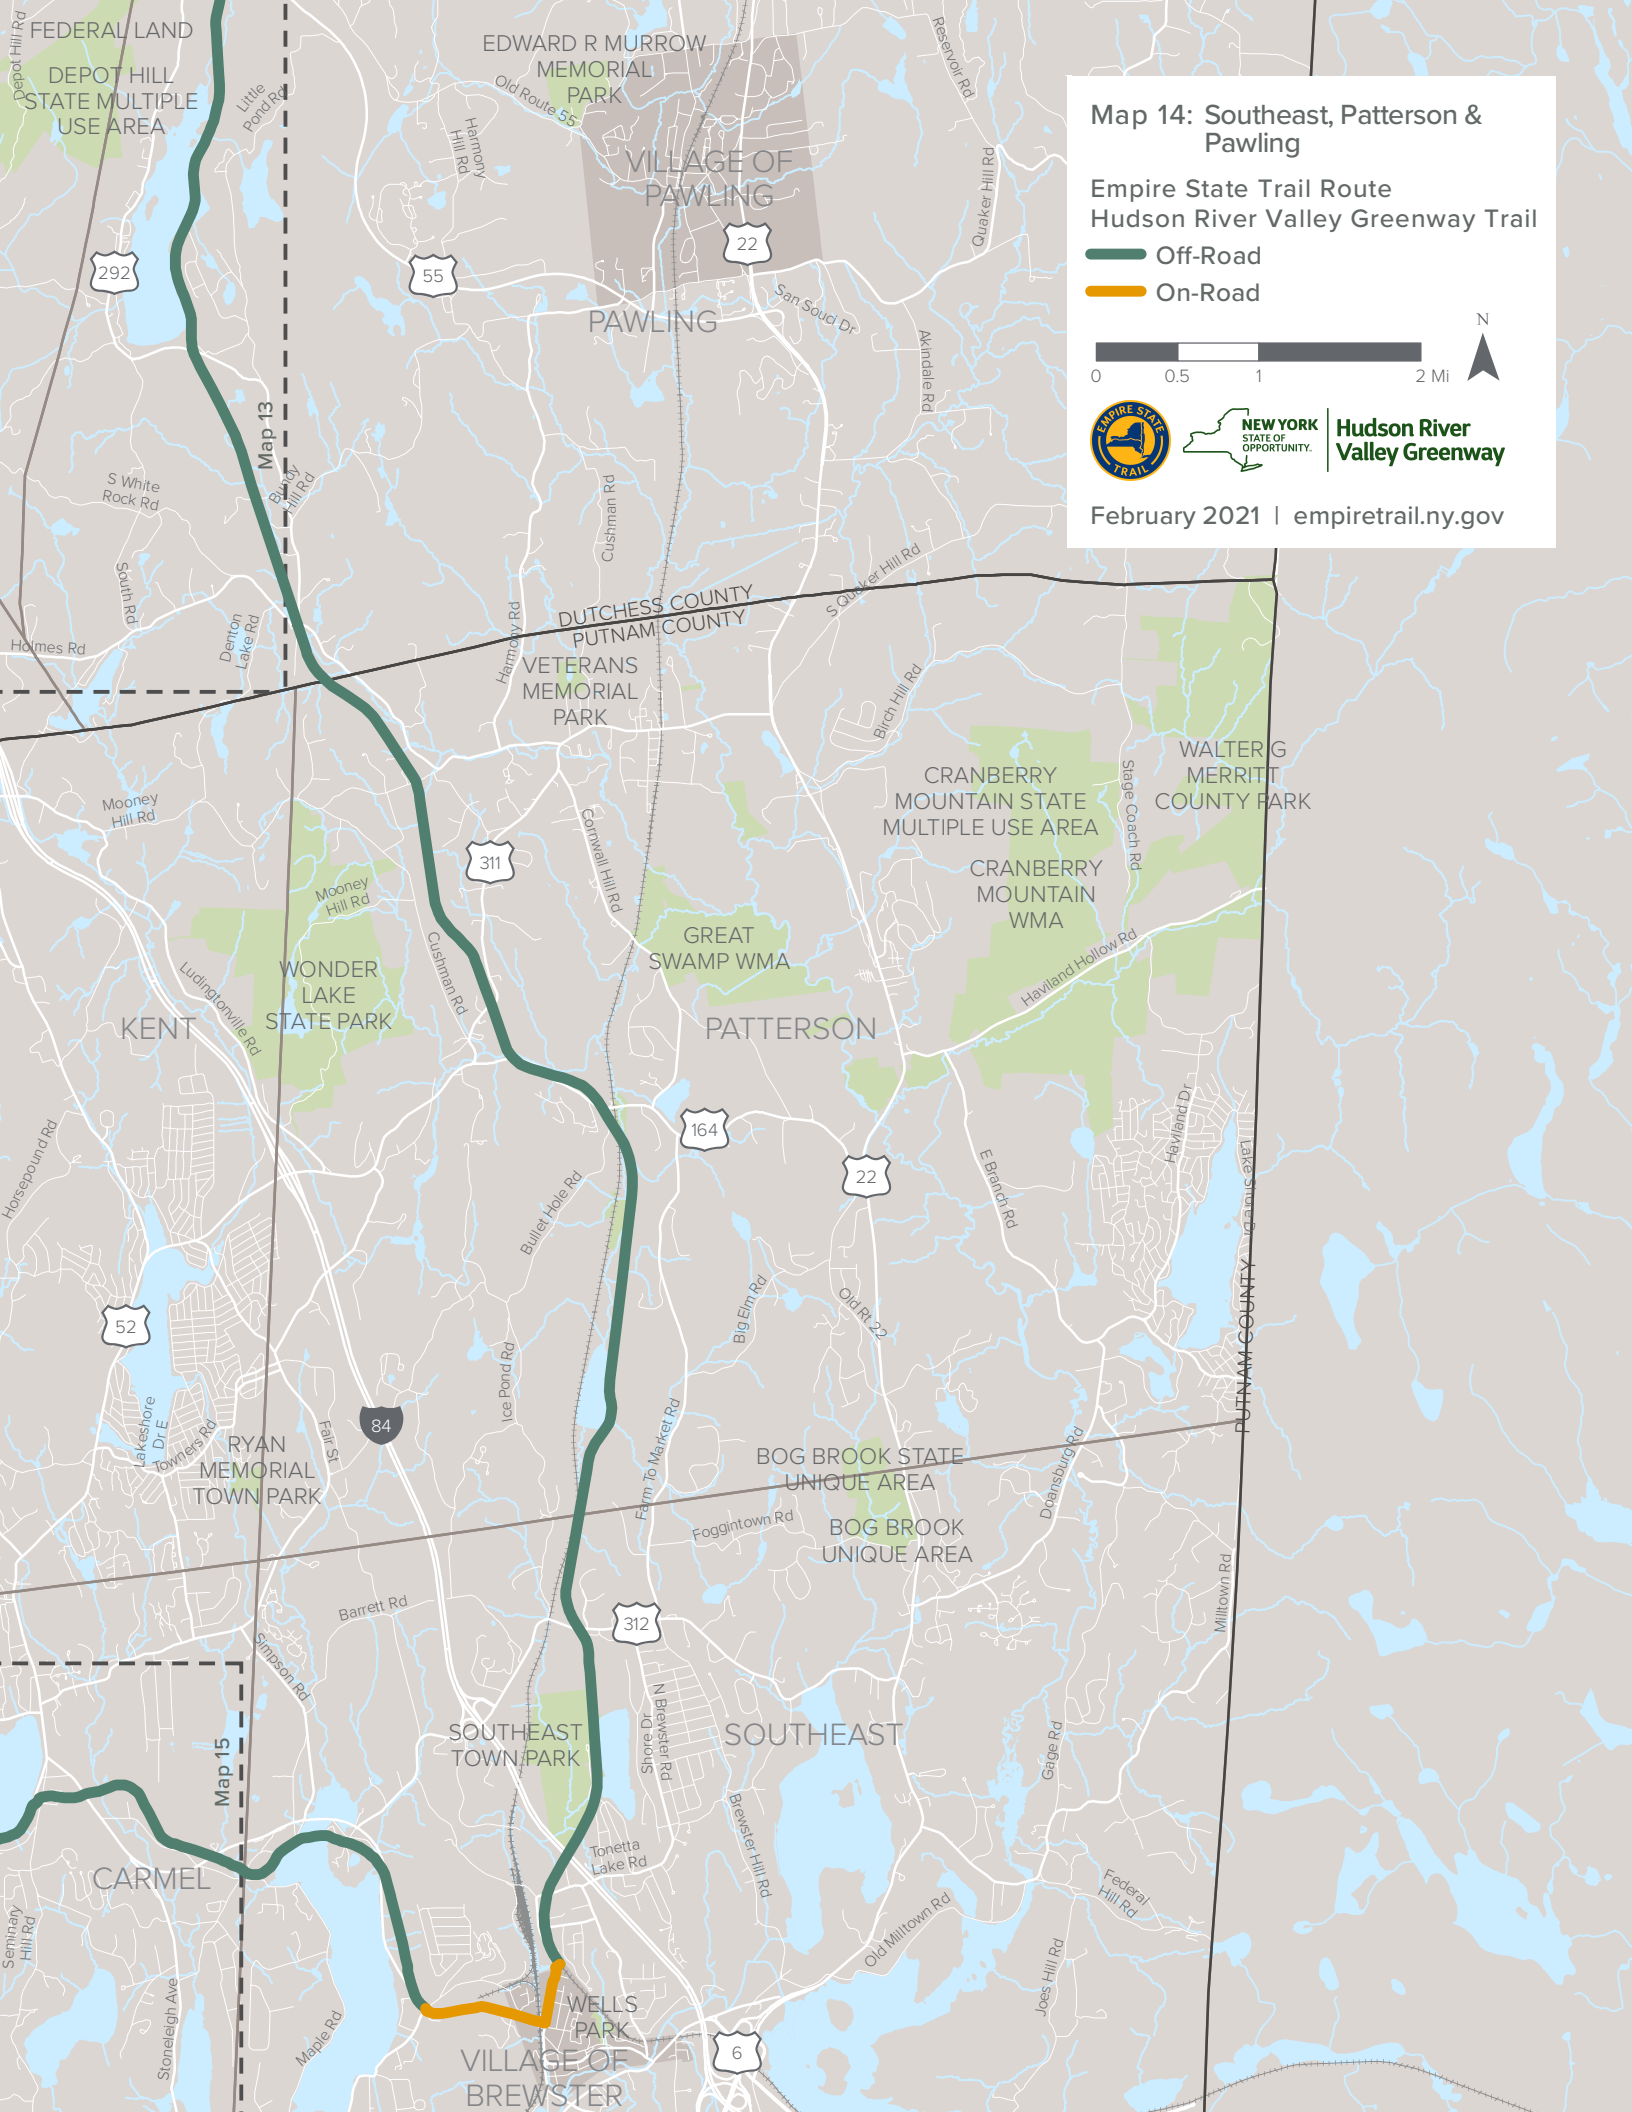 FEDERAL LAND
Depot Hill Rd
DEPOT HILL
STATE MULTIPLE
USE AREA
Little
Pond Rd
EDWARD R MURROW
MEMORIAL
PARK
Old Route 55
Harmony
Hill Rd
VILLAGE OF
PAWLING
Reservoir Rd
Quaker Hill Rd
22
292
55
San Souci Dr
PAWLING
Akindale Rd
Map 14: Southeast, Patterson &
Pawling
Empire State Trail Route
Hudson River Valley Greenway Trail
Off-Road
On-Road
N
0 0.5 1 2 Mi
EMPIRE STATE
TRAIL
NEW YORK
STATE OF
OPPORTUNITY.
Hudson River
Valley Greenway
February 2021 | empiretrail.ny.gov
Map 13
S White
Rock Rd
Bundy
Hill Rd
Cushman Rd
South Rd
Denton
Lake Rd
Holmes Rd
Harmony Rd
DUTCHESS COUNTY
PUTNAM COUNTY
S Quaker Hill Rd
VETERANS
MEMORIAL
PARK
Birch Hill Rd
Mooney
Hill Rd
CRANBERRY
MOUNTAIN STATE
MULTIPLE USE AREA
Stage Coach Rd
WALTER G
MERRITT
COUNTY PARK
311
Cornwall Hill Rd
CRANBERRY
MOUNTAIN
WMA
Mooney
Hill Rd
GREAT
SWAMP WMA
Cushman Rd
Haviland Hollow Rd
Ludingtonville Rd
WONDER
LAKE
STATE PARK
KENT
PATTERSON
Horsepound Rd
164
22
Haviland Dr
Lake Shore Dr
E Branch Rd
Bullet Hole Rd
PUTNAM COUNTY
Big Elm Rd
Old Rt 22
52
Ice Pond Rd
84
Lakeshore
Dr E
Towners Rd
Fair St
RYAN
MEMORIAL
TOWN PARK
Farm To Market Rd
BOG BROOK STATE
UNIQUE AREA
Doansburg Rd
Foggintown Rd
BOG BROOK
UNIQUE AREA
Milltown Rd
Barrett Rd
312
Simpson Rd
Map 15
SOUTHEAST
TOWN PARK
Shore Dr
N Brewster Rd
SOUTHEAST
Gage Rd
Brewster Hill Rd
Tonetta
Lake Rd
CARMEL
Federal
Hill Rd
Seminary
Hill Rd
Old Milltown Rd
Joes Hill Rd
Stoneleigh Ave
Maple Rd
WELLS
PARK
6
VILLAGE OF
BREWSTER